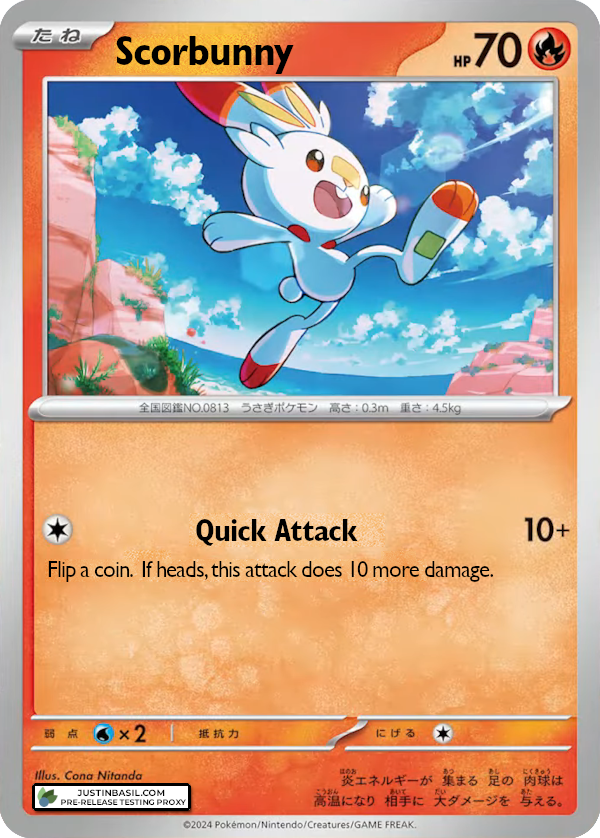 たね
Scorbunny
HP70
全国図鑑NO.0813 うさぎポケモン 高さ:0.3m 重さ:4.5kg
Quick Attack 10+
Flip a coin. If heads, this attack does 10 more damage.
弱点 ×2 抵抗力 にげる
Illus. Cona Nitanda
JUSTINBASIL.COM
PRE-RELEASE TESTING PROXY
炎エネルギーが 集まる 足の 肉球は
高温になり 相手に 大ダメージを 与える。
©2024 Pokémon/Nintendo/Creatures/GAME FREAK.